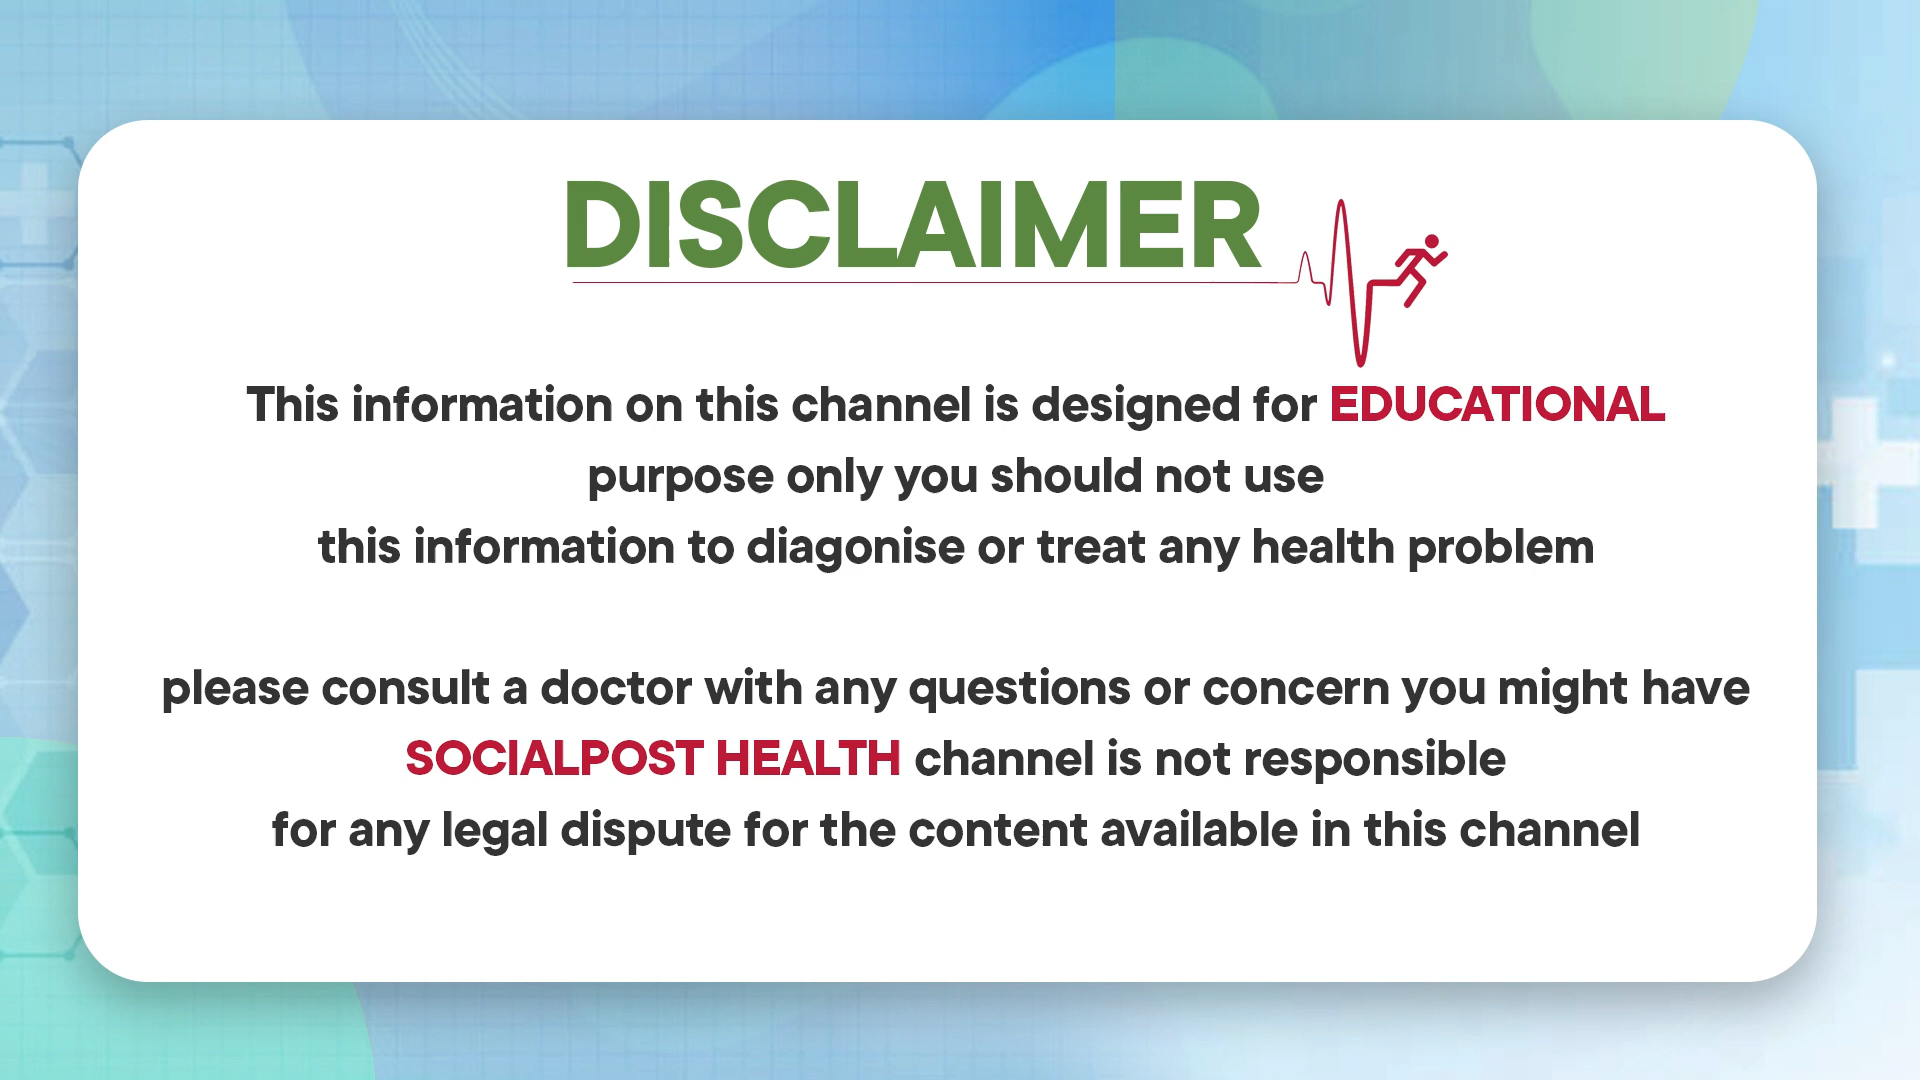 DISCLAIMER
This information on this channel is designed for EDUCATIONAL
purpose only you should not use
this information to diagonise or treat any health problem
please consult a doctor with any questions or concern you might have
SOCIALPOST HEALTH channel is not responsible
for any legal dispute for the content available in this channel